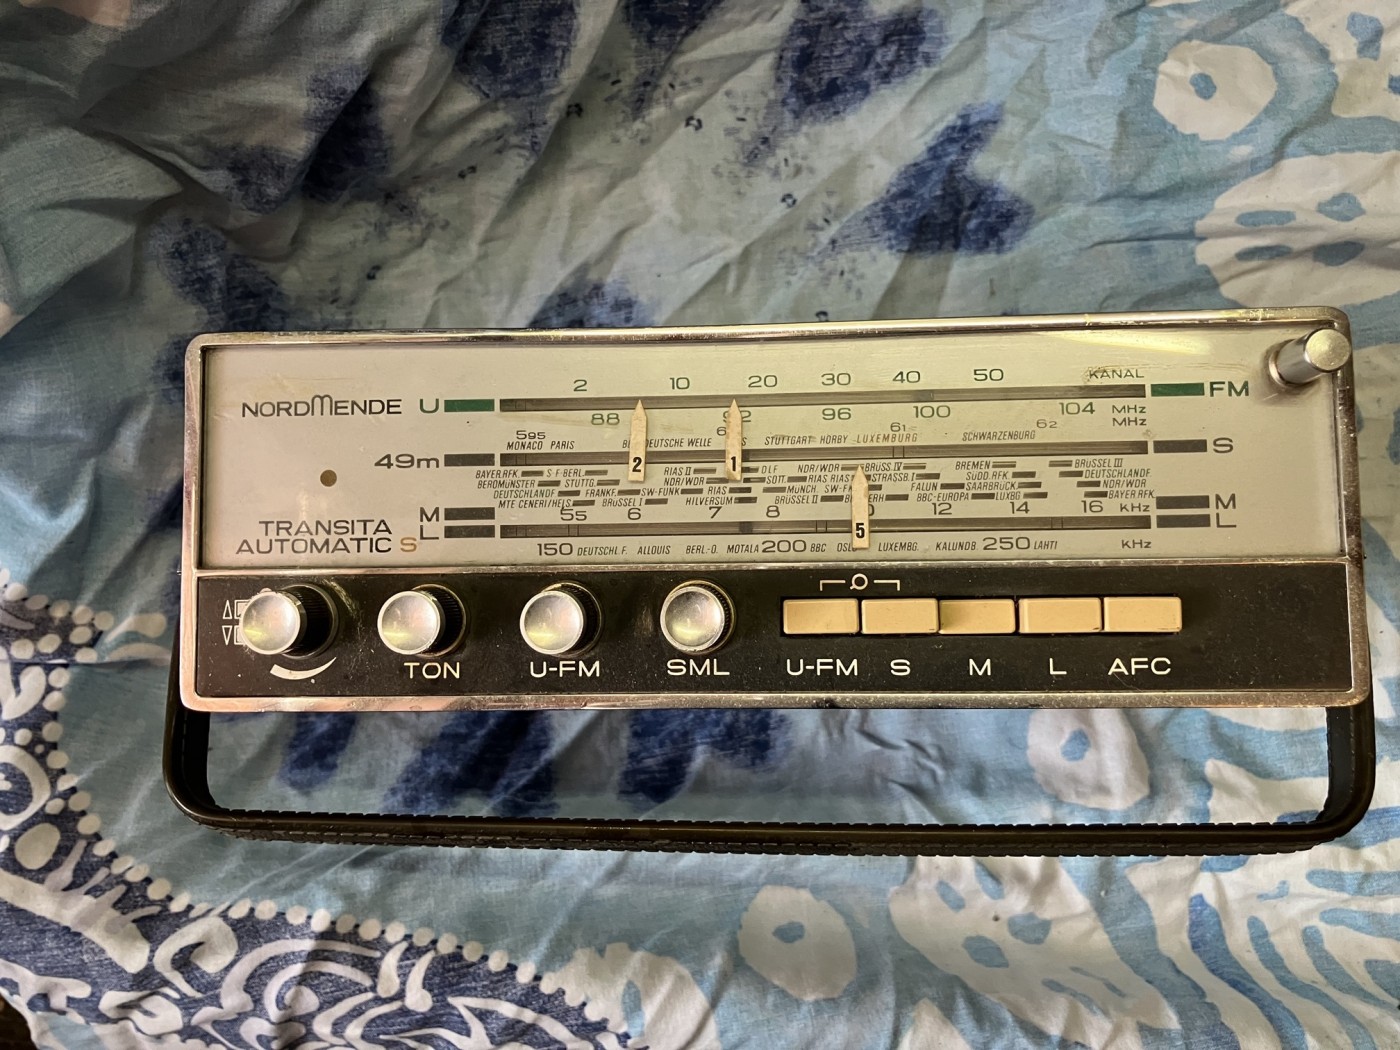 2 10 20 30 40 50 KANAL
NORDMENDE U FM
88 92 96 100 104 MHz
MHz
595 61 62
MONACO PARIS DEUTSCHE WELLE STUTTGART HÖRBY LUXEMBURG SCHWARZENBURG S
49m
2 1
BAYER.RFK S-F-BERL. RIAS II DLF NDR/WDR BRÜSS.IV BREMEN BRÜSSEL III
BEROMÜNSTER STUTTG. NDR/WDR SOTT. RIAS RIAS STRASSB.I SÜDD.RFK DEUTSCHLANDF
DEUTSCHLANDF FRANKF. SW-FUNK RIAS MÜNCH. FALUN SAARBRÜCK. NDR/WDR
MTE CENERI/HEIS. BRÜSSEL I HILVERSUM BRÜSSEL II BBC-EUROPA LUXBG BAYER.RFK
M 55 6 7 8 12 14 16 KHz M
TRANSITA L L
5
AUTOMATIC S 150 DEUTSCHL.F. ALLOUIS BERL.-O. MOTALA 200 BBC LUXEMBG. KALUNDB. 250 LAHTI KHz
TON U-FM SML U-FM S M L AFC